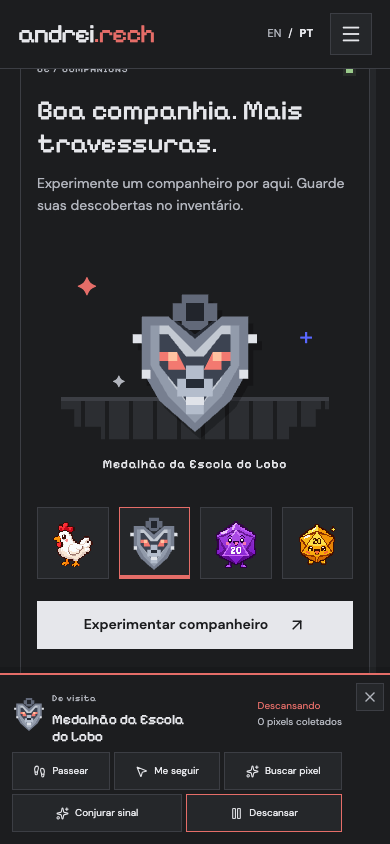 andrei.rech
EN / PT
05 / COMPANIONS
Boa companhia. Mais
travessuras.
Experimente um companheiro por aqui. Guarde
suas descobertas no inventário.
Medalhão da Escola do Lobo
20
20
Experimentar companheiro
De visita
Medalhão da Escola
do Lobo
Descansando
0 pixels coletados
Passear
Me seguir
Buscar pixel
Conjurar sinal
Descansar